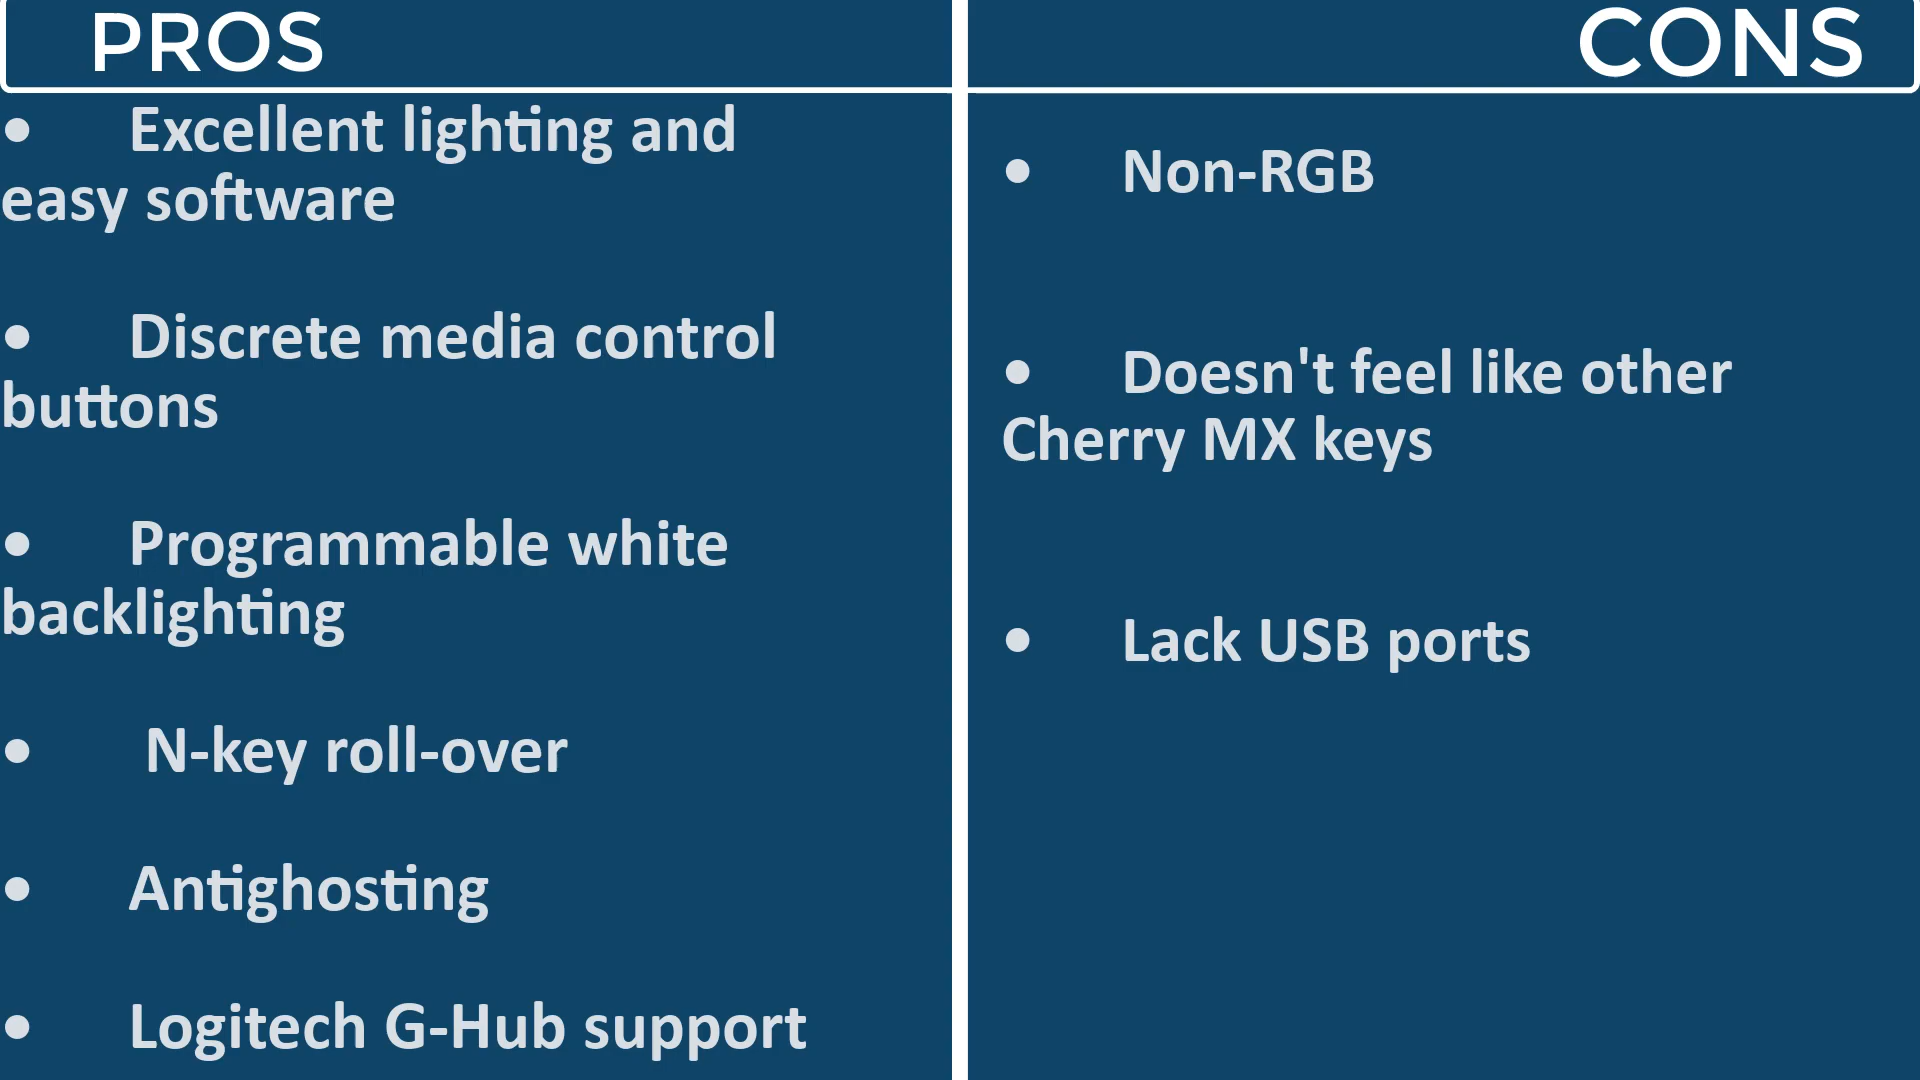 PROS
• Excellent lighting and
easy software
• Discrete media control
buttons
• Programmable white
backlighting
• N-key roll-over
• Antighosting
• Logitech G-Hub support
CONS
• Non-RGB
• Doesn't feel like other
Cherry MX keys
• Lack USB ports